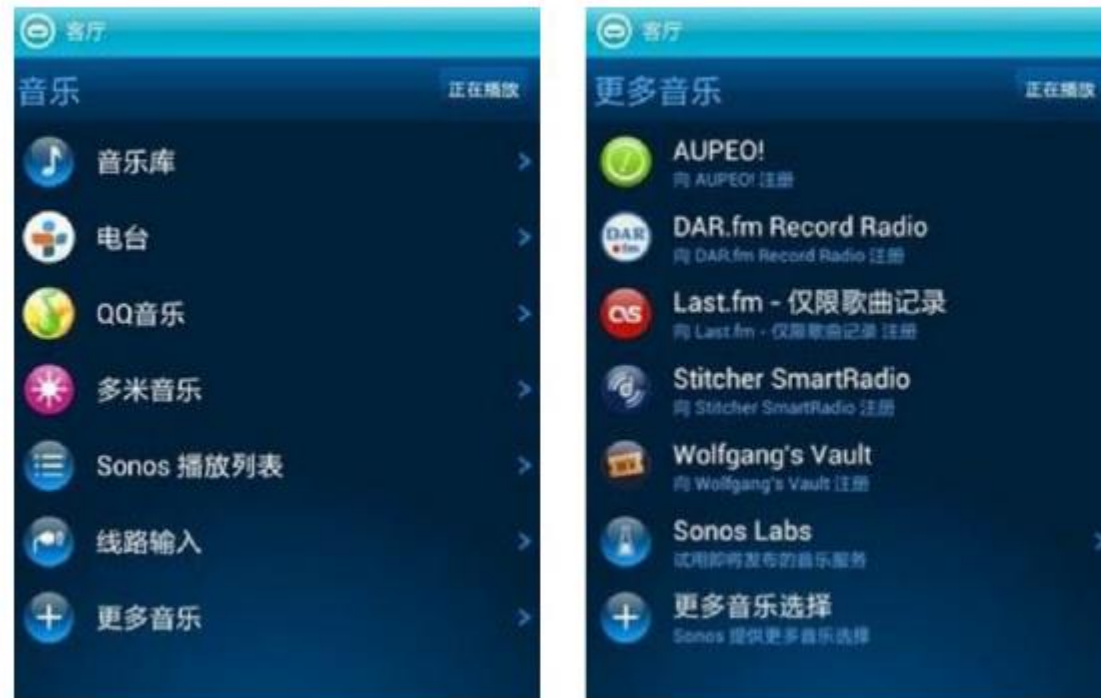 客厅
音乐
正在播放
音乐库
电台
QQ音乐
多米音乐
Sonos 播放列表
线路输入
更多音乐
客厅
更多音乐
正在播放
AUPEO!
向 AUPEO! 注册
DAR.fm Record Radio
向 DAR.fm Record Radio 注册
Last.fm - 仅限歌曲记录
向 Last.fm - 仅限歌曲记录 注册
Stitcher SmartRadio
向 Stitcher SmartRadio 注册
Wolfgang's Vault
向 Wolfgang's Vault 注册
Sonos Labs
试用即将发布的音乐服务
更多音乐选择
Sonos 提供更多音乐选择